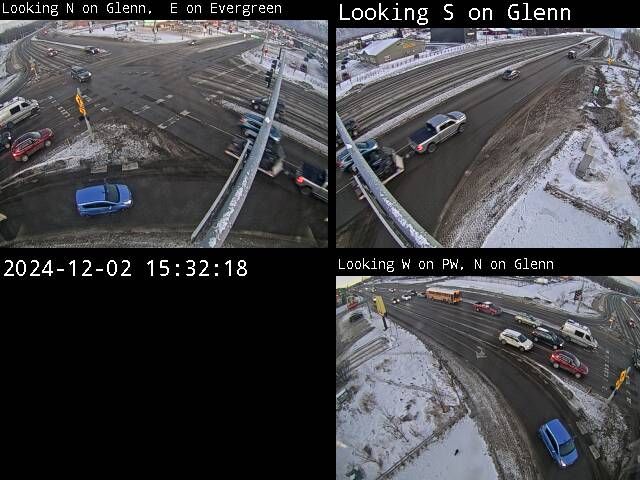 Looking N on Glenn,  E on Evergreen
Looking S on Glenn
2024-12-02 15:32:18
Looking W on PW, N on Glenn